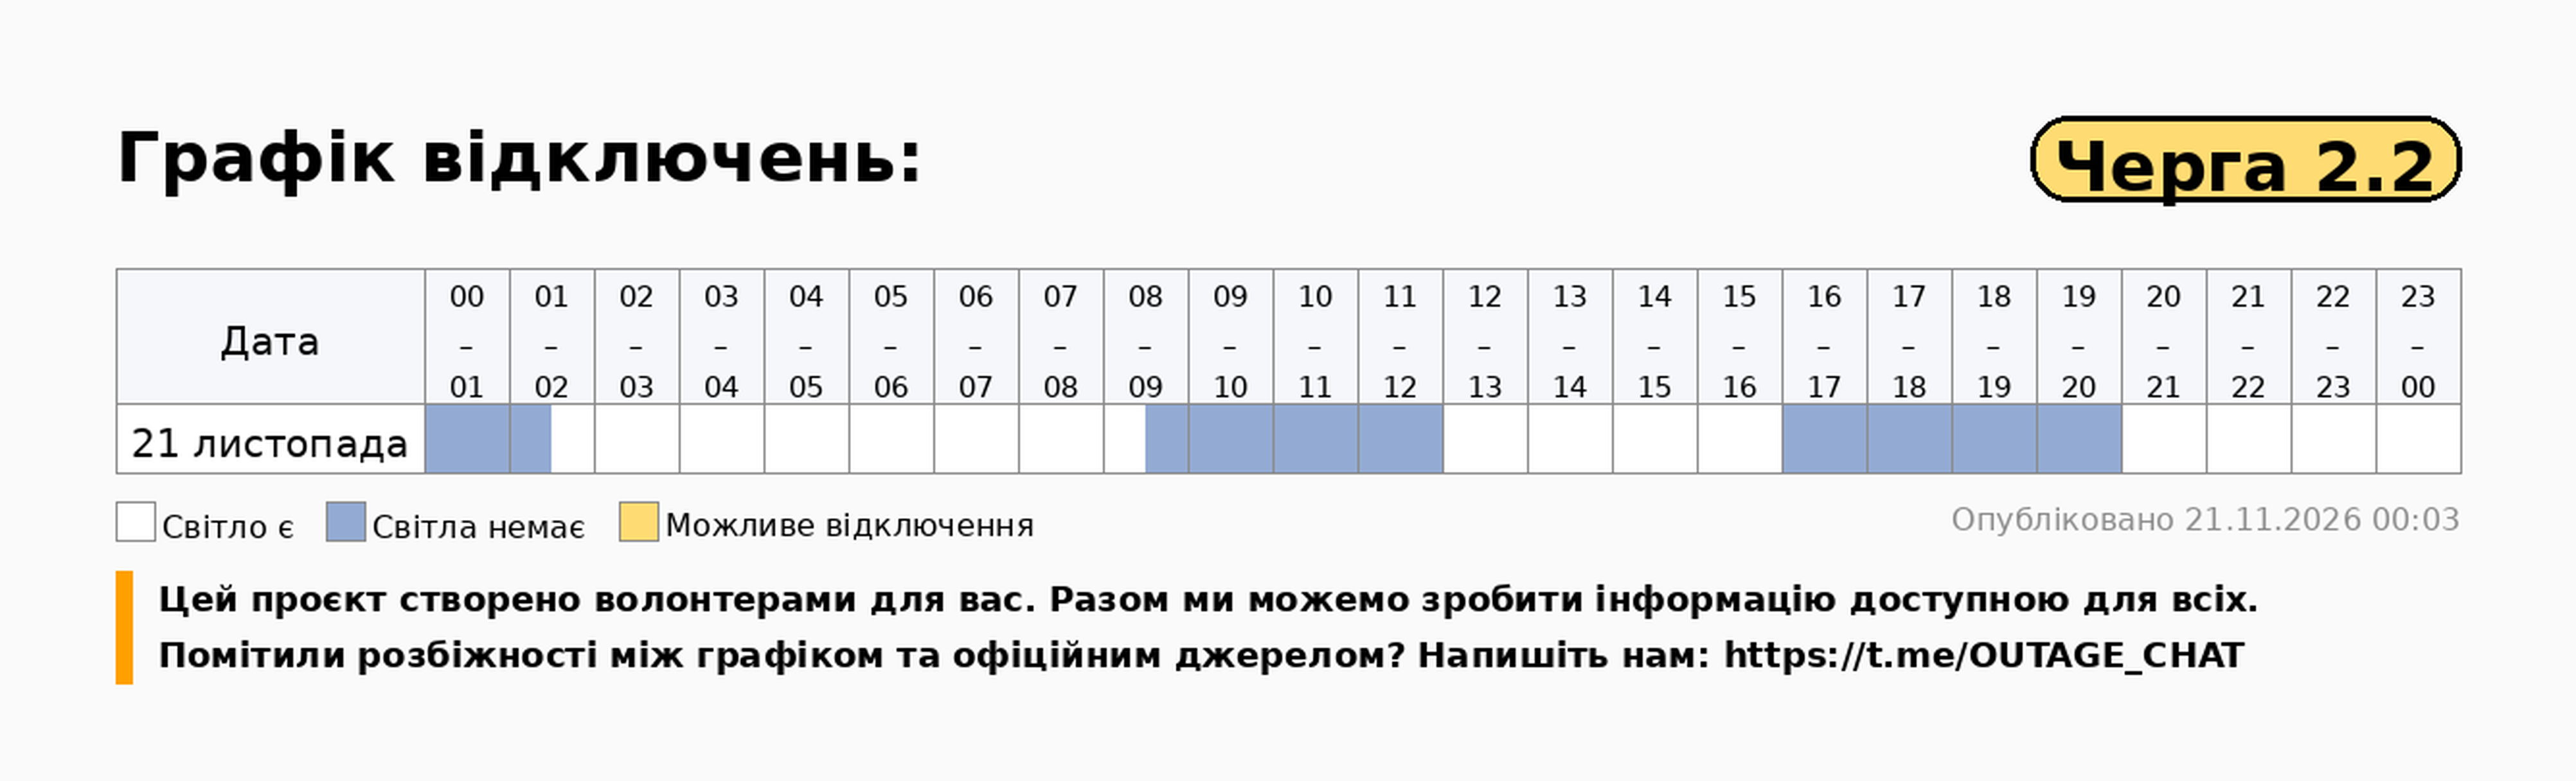 Графік відключень:
Черга 2.2
Дата
00 – 01
01 – 02
02 – 03
03 – 04
04 – 05
05 – 06
06 – 07
07 – 08
08 – 09
09 – 10
10 – 11
11 – 12
12 – 13
13 – 14
14 – 15
15 – 16
16 – 17
17 – 18
18 – 19
19 – 20
20 – 21
21 – 22
22 – 23
23 – 00
21 листопада
Світло є
Світла немає
Можливе відключення
Опубліковано 21.11.2026 00:03
Цей проєкт створено волонтерами для вас. Разом ми можемо зробити інформацію доступною для всіх.
Помітили розбіжності між графіком та офіційним джерелом? Напишіть нам: https://t.me/OUTAGE_CHAT